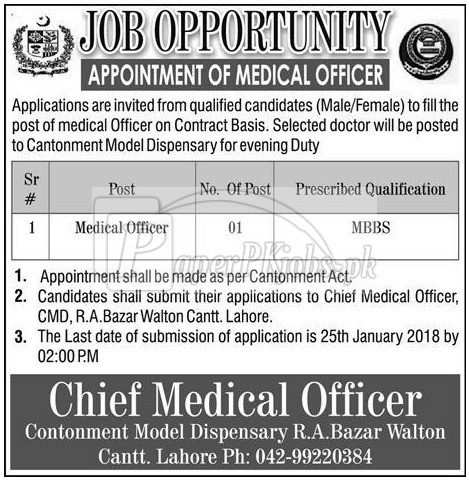 JOB OPPORTUNITY
APPOINTMENT OF MEDICAL OFFICER
Applications are invited from qualified candidates (Male/Female) to fill the
post of medical Officer on Contract Basis. Selected doctor will be posted
to Cantonment Model Dispensary for evening Duty
Sr # Post No. Of Post Prescribed Qualification
1 Medical Officer 01 MBBS
PaperPkjobs.pk
1. Appointment shall be made as per Cantonment Act.
2. Candidates shall submit their applications to Chief Medical Officer,
CMD, R.A.Bazar Walton Cantt. Lahore.
3. The Last date of submission of application is 25th January 2018 by
02:00 P.M
Chief Medical Officer
Contonment Model Dispensary R.A.Bazar Walton
Cantt. Lahore Ph: 042-99220384